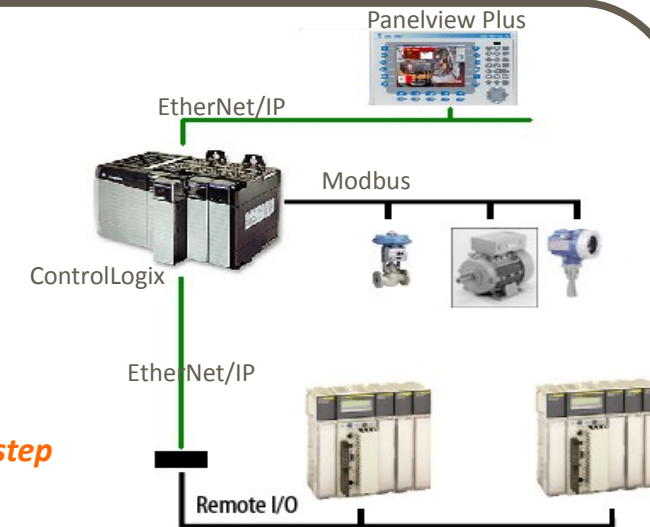 Panelview Plus
EtherNet/IP
Modbus
ControlLogix
EtherNet/IP
step
Remote I/O